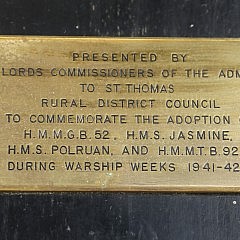 PRESENTED BY
LORDS COMMISSIONERS OF THE ADM
TO ST. THOMAS
RURAL DISTRICT COUNCIL
TO COMMEMORATE THE ADOPTION O
H.M.M.G.B. 52, H.M.S. JASMINE,
H.M.S. POLRUAN, AND H.M.M.T.B. 92
DURING WARSHIP WEEKS 1941-42